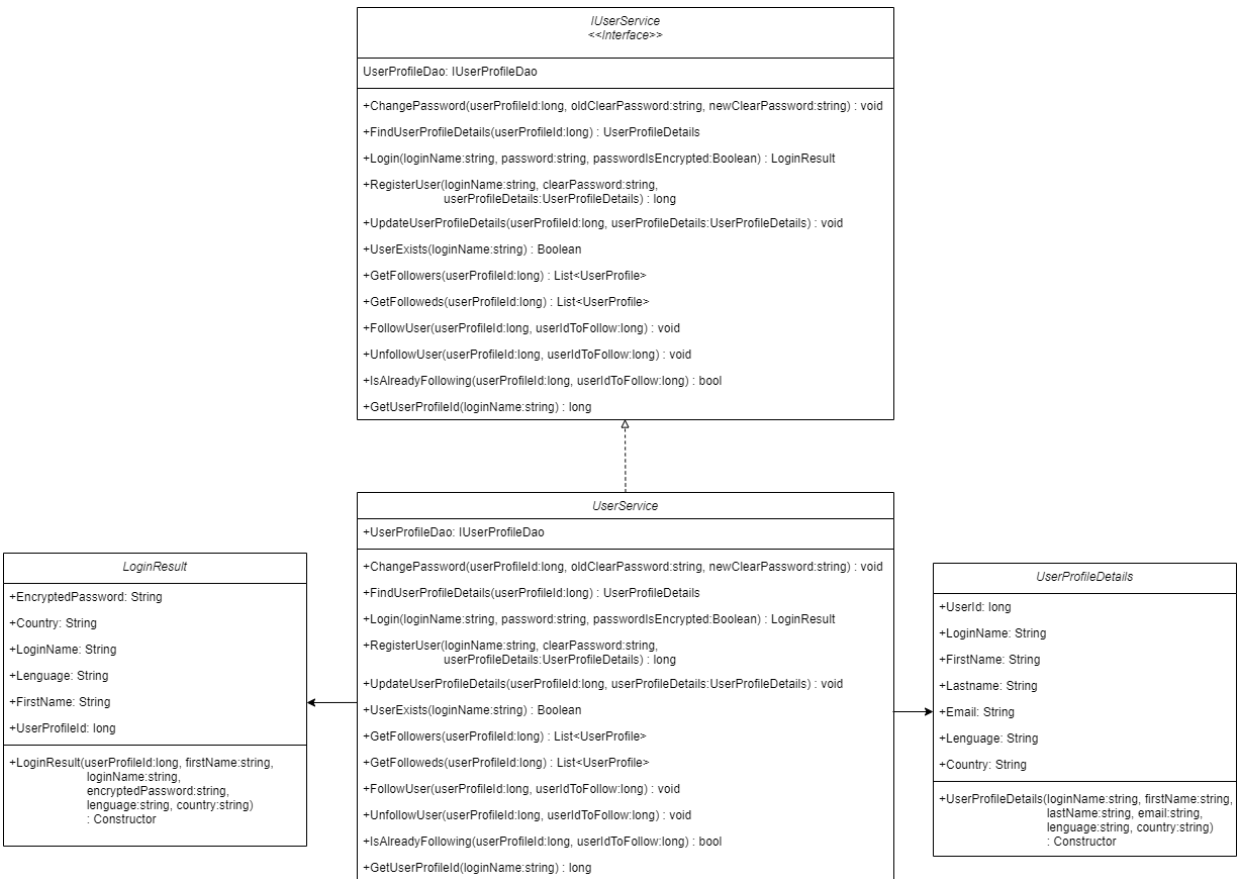 IUserService
<<Interface>>
UserProfileDao: IUserProfileDao
+ChangePassword(userProfileId:long, oldClearPassword:string, newClearPassword:string) : void
+FindUserProfileDetails(userProfileId:long) : UserProfileDetails
+Login(loginName:string, password:string, passwordIsEncrypted:Boolean) : LoginResult
+RegisterUser(loginName:string, clearPassword:string,
userProfileDetails:UserProfileDetails) : long
+UpdateUserProfileDetails(userProfileId:long, userProfileDetails:UserProfileDetails) : void
+UserExists(loginName:string) : Boolean
+GetFollowers(userProfileId:long) : List<UserProfile>
+GetFolloweds(userProfileId:long) : List<UserProfile>
+FollowUser(userProfileId:long, userIdToFollow:long) : void
+UnfollowUser(userProfileId:long, userIdToFollow:long) : void
+IsAlreadyFollowing(userProfileId:long, userIdToFollow:long) : bool
+GetUserProfileId(loginName:string) : long
LoginResult
+EncryptedPassword: String
+Country: String
+LoginName: String
+Lenguage: String
+FirstName: String
+UserProfileId: long
+LoginResult(userProfileId:long, firstName:string,
loginName:string,
encryptedPassword:string,
lenguage:string, country:string)
: Constructor
UserService
+UserProfileDao: IUserProfileDao
+ChangePassword(userProfileId:long, oldClearPassword:string, newClearPassword:string) : void
+FindUserProfileDetails(userProfileId:long) : UserProfileDetails
+Login(loginName:string, password:string, passwordIsEncrypted:Boolean) : LoginResult
+RegisterUser(loginName:string, clearPassword:string,
userProfileDetails:UserProfileDetails) : long
+UpdateUserProfileDetails(userProfileId:long, userProfileDetails:UserProfileDetails) : void
+UserExists(loginName:string) : Boolean
+GetFollowers(userProfileId:long) : List<UserProfile>
+GetFolloweds(userProfileId:long) : List<UserProfile>
+FollowUser(userProfileId:long, userIdToFollow:long) : void
+UnfollowUser(userProfileId:long, userIdToFollow:long) : void
+IsAlreadyFollowing(userProfileId:long, userIdToFollow:long) : bool
+GetUserProfileId(loginName:string) : long
UserProfileDetails
+UserId: long
+LoginName: String
+FirstName: String
+Lastname: String
+Email: String
+Lenguage: String
+Country: String
+UserProfileDetails(loginName:string, firstName:string,
lastName:string, email:string,
lenguage:string, country:string)
: Constructor